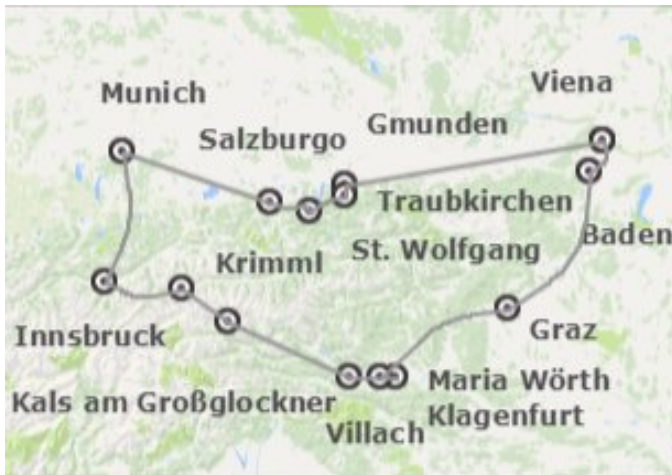 Viena
Munich
Gmunden
Salzburgo
Traubkirchen
Baden
St. Wolfgang
Krimml
Innsbruck
Graz
Maria Wörth
Kals am Großglockner
Klagenfurt
Villach